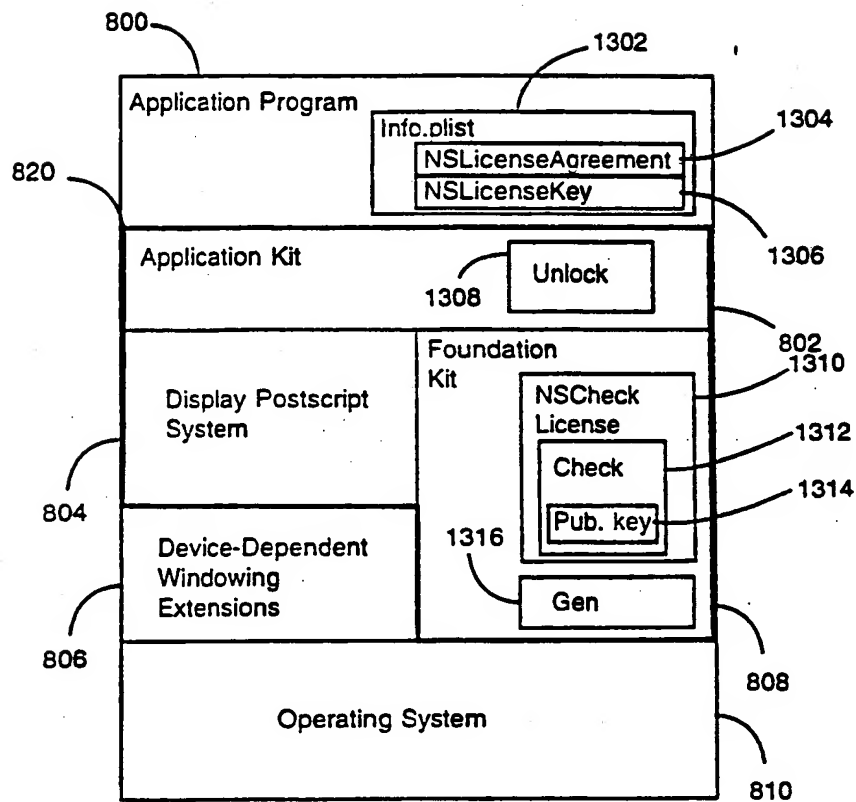 800
1302
Application Program
Info.plist
1304
NSLicenseAgreement
820
NSLicenseKey
1306
Application Kit
Unlock
1308
802
Foundation
Kit
1310
NSCheck
License
Display Postscript
System
1312
Check
1314
Pub. key
804
1316
Device-Dependent
Windowing
Extensions
Gen
806
808
Operating System
810